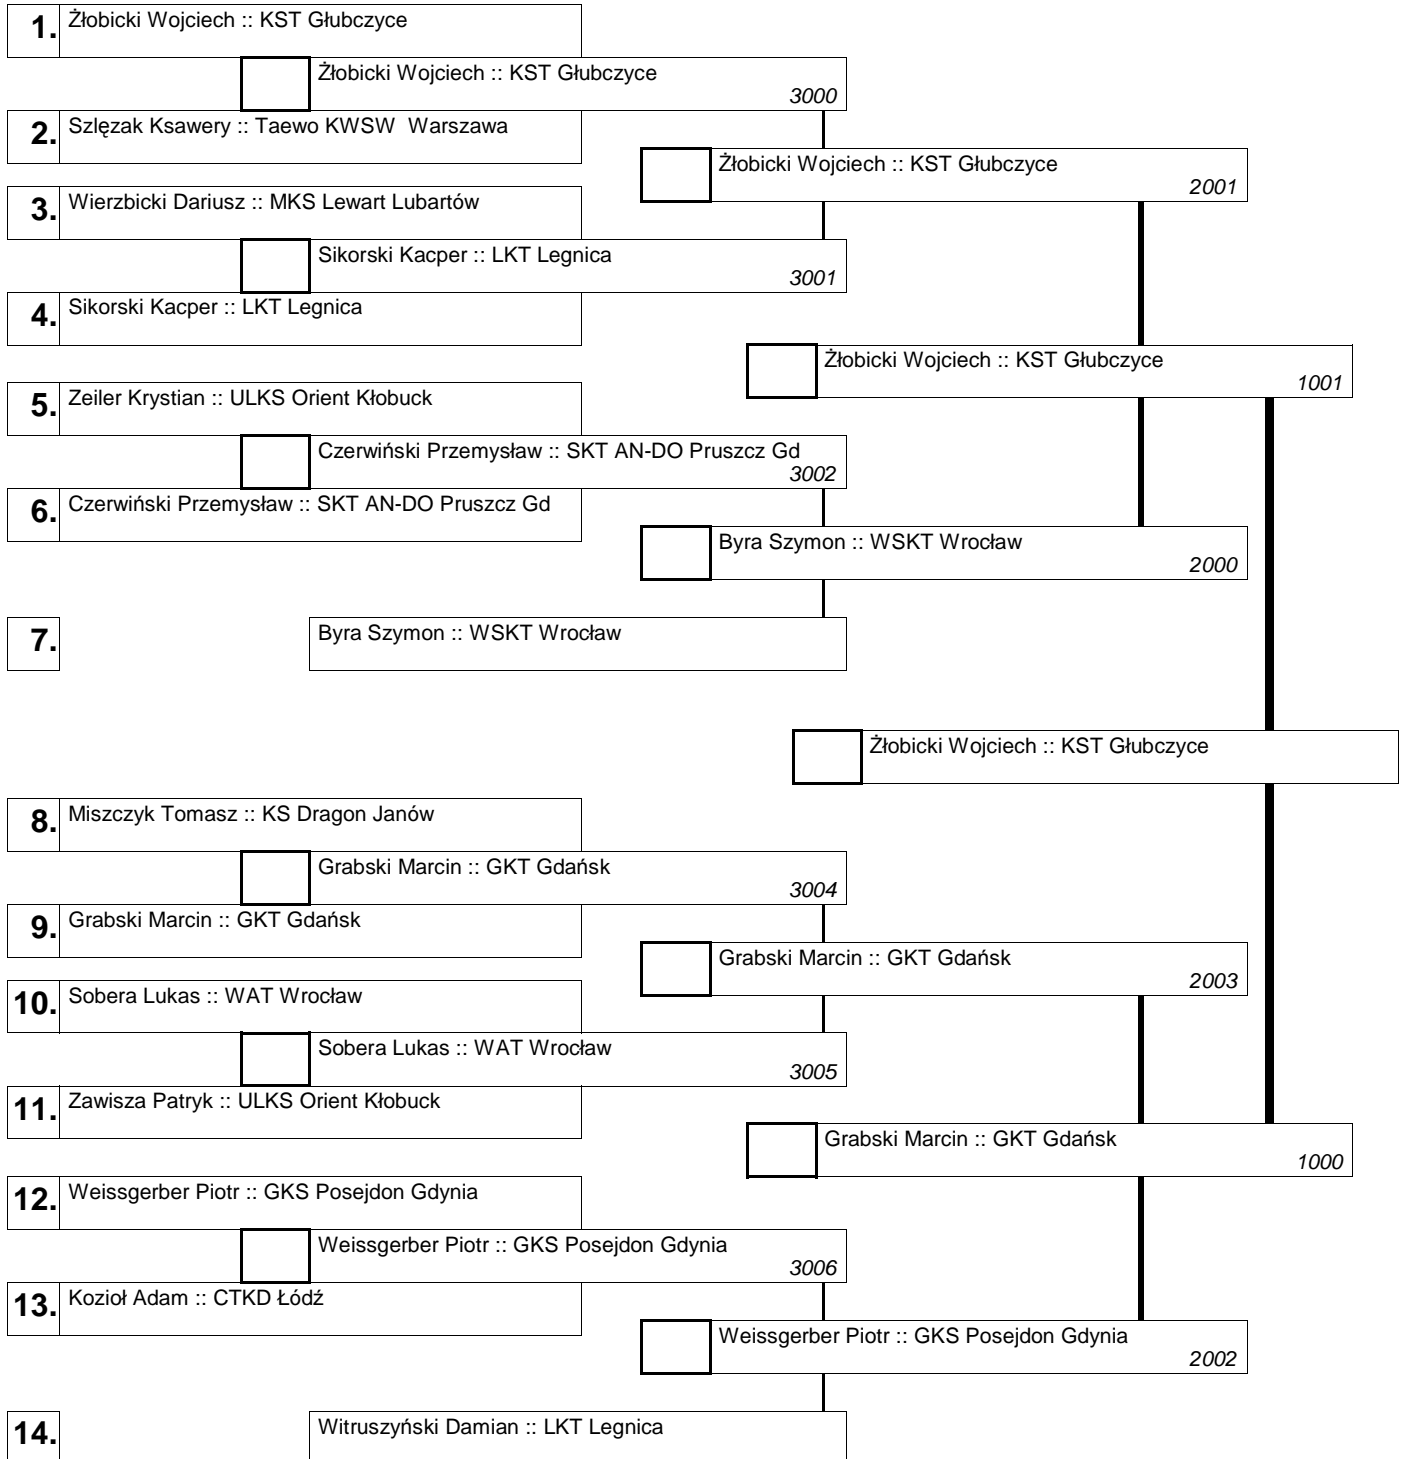 1. Żłobicki Wojciech :: KST Głubczyce
Żłobicki Wojciech :: KST Głubczyce
3000
2. Szlęzak Ksawery :: Taewo KWSW  Warszawa
Żłobicki Wojciech :: KST Głubczyce
2001
3. Wierzbicki Dariusz :: MKS Lewart Lubartów
Sikorski Kacper :: LKT Legnica
3001
4. Sikorski Kacper :: LKT Legnica
Żłobicki Wojciech :: KST Głubczyce
1001
5. Zeiler Krystian :: ULKS Orient Kłobuck
Czerwiński Przemysław :: SKT AN-DO Pruszcz Gd
3002
6. Czerwiński Przemysław :: SKT AN-DO Pruszcz Gd
Byra Szymon :: WSKT Wrocław
2000
7. Byra Szymon :: WSKT Wrocław
Żłobicki Wojciech :: KST Głubczyce
8. Miszczyk Tomasz :: KS Dragon Janów
Grabski Marcin :: GKT Gdańsk
3004
9. Grabski Marcin :: GKT Gdańsk
Grabski Marcin :: GKT Gdańsk
2003
10. Sobera Lukas :: WAT Wrocław
Sobera Lukas :: WAT Wrocław
3005
11. Zawisza Patryk :: ULKS Orient Kłobuck
Grabski Marcin :: GKT Gdańsk
1000
12. Weissgerber Piotr :: GKS Posejdon Gdynia
Weissgerber Piotr :: GKS Posejdon Gdynia
3006
13. Kozioł Adam :: CTKD Łódź
Weissgerber Piotr :: GKS Posejdon Gdynia
2002
14. Witruszyński Damian :: LKT Legnica